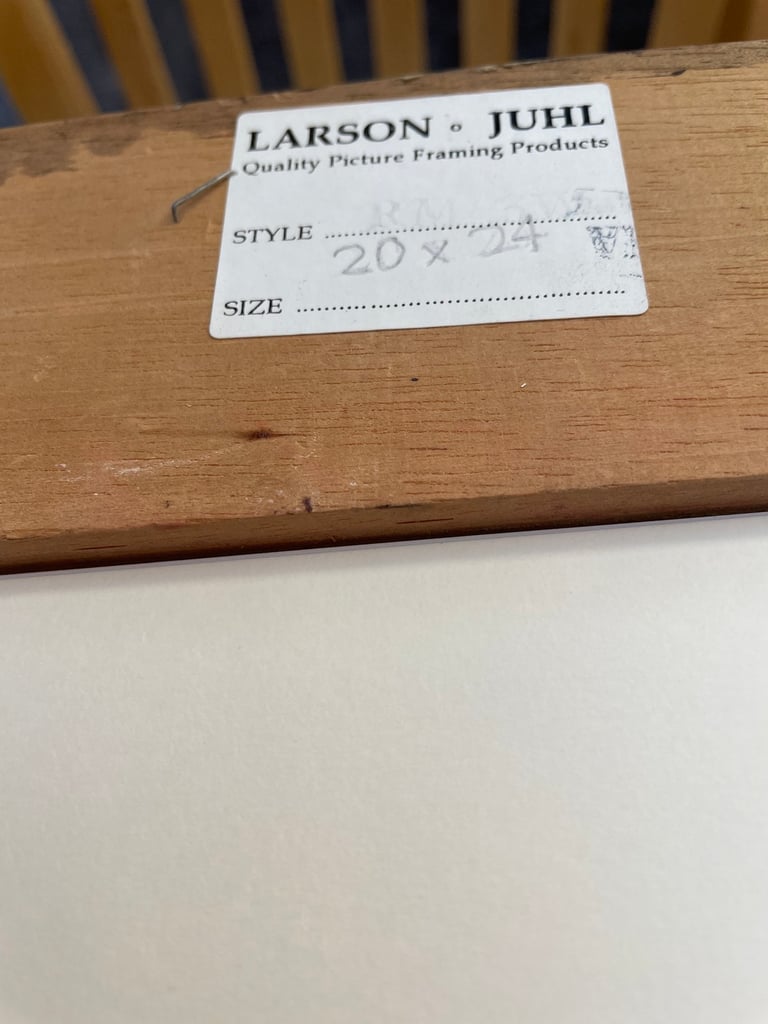 LARSON ∘ JUHL
Quality Picture Framing Products
STYLE ........................................
20 x 24
SIZE ........................................